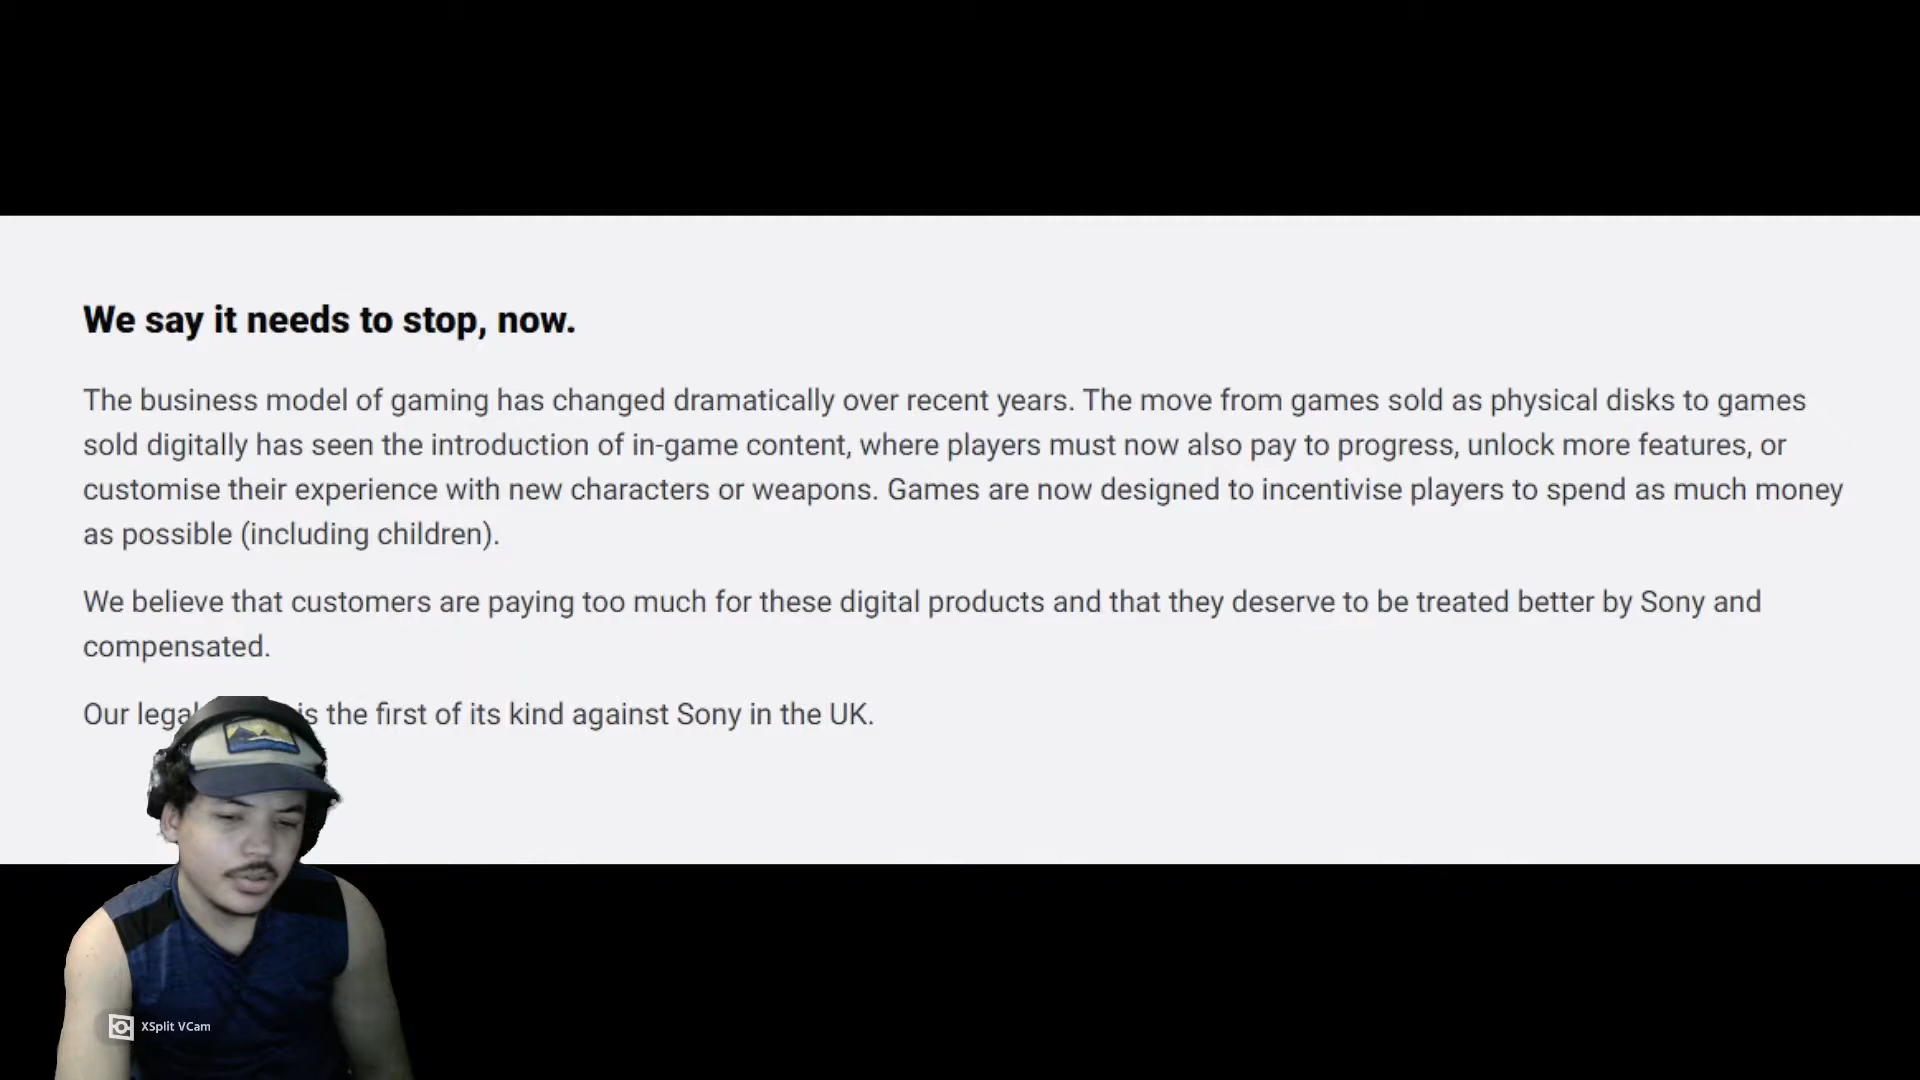 We say it needs to stop, now.
The business model of gaming has changed dramatically over recent years. The move from games sold as physical disks to games
sold digitally has seen the introduction of in-game content, where players must now also pay to progress, unlock more features, or
customise their experience with new characters or weapons. Games are now designed to incentivise players to spend as much money
as possible (including children).
We believe that customers are paying too much for these digital products and that they deserve to be treated better by Sony and
compensated.
Our legal is the first of its kind against Sony in the UK.
XSplit VCam